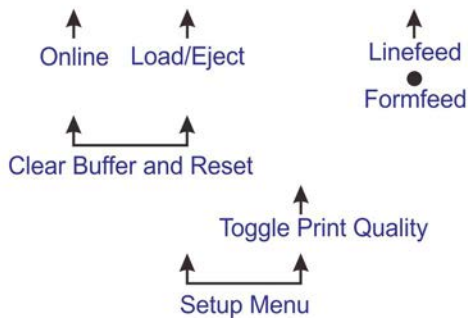 Online Load/Eject Linefeed
Formfeed
Clear Buffer and Reset
Toggle Print Quality
Setup Menu